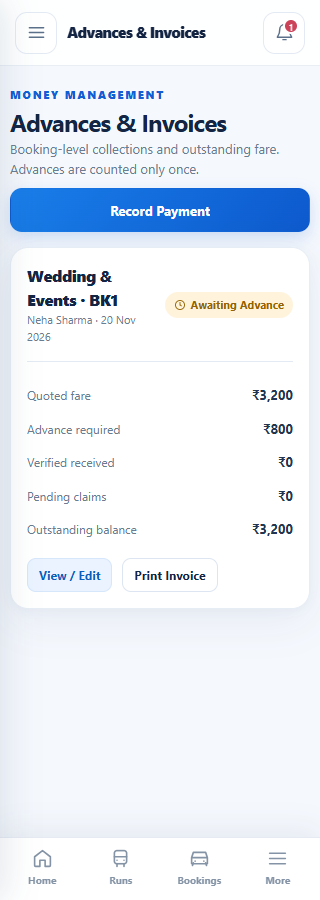 Advances & Invoices
1
MONEY MANAGEMENT
Advances & Invoices
Booking-level collections and outstanding fare.
Advances are counted only once.
Record Payment
Wedding &
Events · BK1
Neha Sharma · 20 Nov
2026
Awaiting Advance
Quoted fare ₹3,200
Advance required ₹800
Verified received ₹0
Pending claims ₹0
Outstanding balance ₹3,200
View / Edit Print Invoice
Home Runs Bookings More